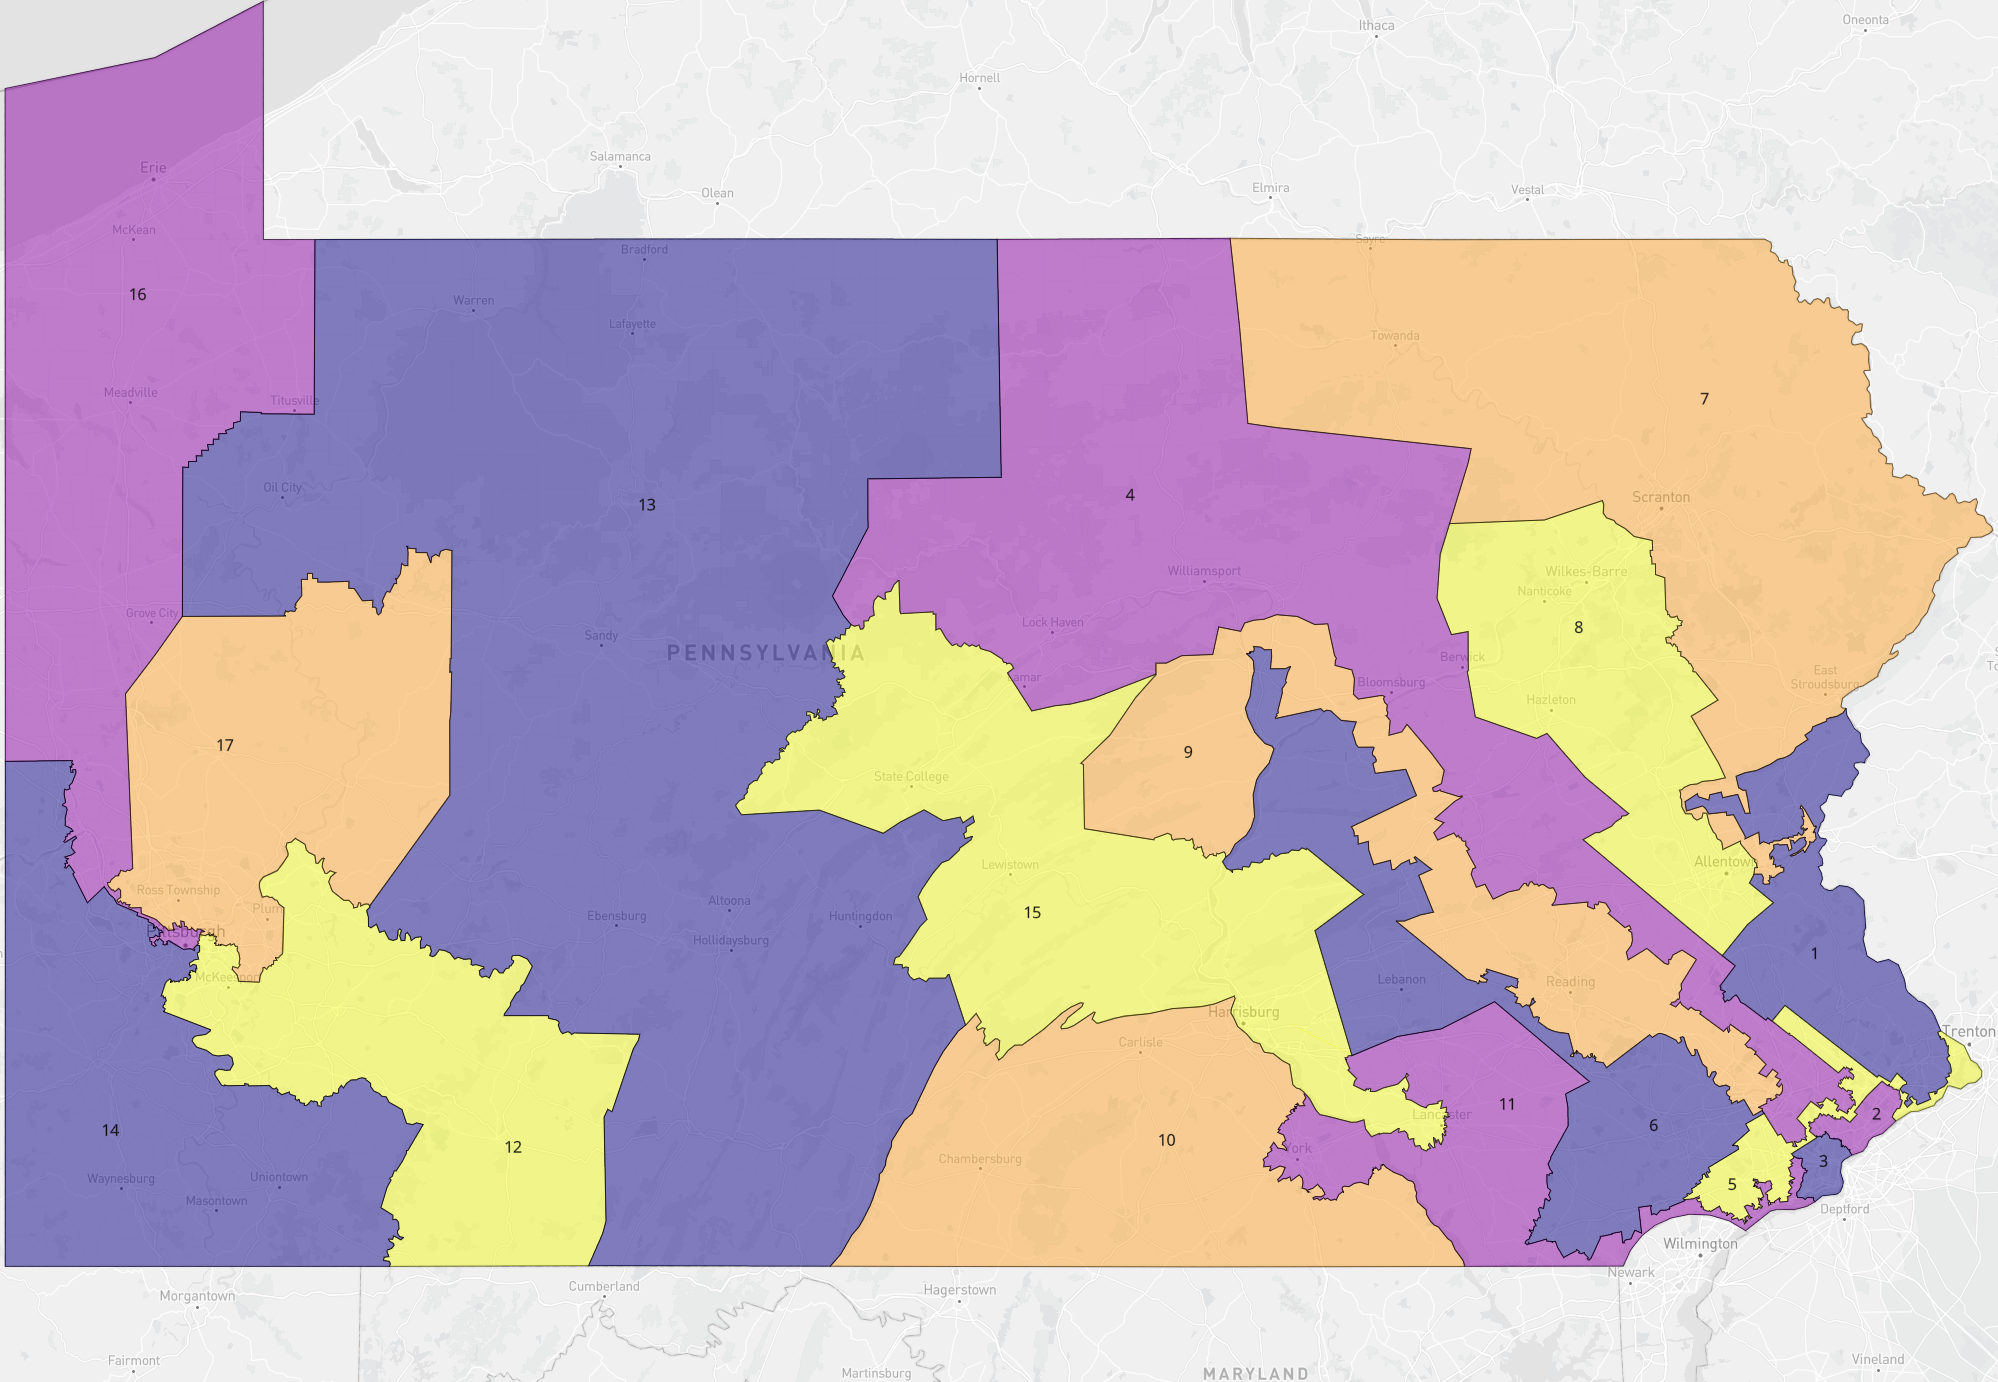 Ithaca
Oneonta
Hornell
Salamanca
Olean
Elmira
Vestal
Erie
McKean
Sayre
Bradford
16
Warren
Lafayette
Towanda
Meadville
Titusville
7
Oil City
13
4
Scranton
Williamsport
Wilkes-Barre
Nanticoke
Grove City
Lock Haven
8
Sandy
PENNSYLVANIA
Berwick
Lamar
Bloomsburg
East
Stroudsburg
Hazleton
17
9
State College
Lewistown
Allentown
Ross Township
Plum
Altoona
Ebensburg
Huntingdon
15
Pittsburgh
Hollidaysburg
1
McKeesport
Lebanon
Reading
Harrisburg
Trenton
Carlisle
14
12
10
11
Lancaster
6
2
York
Chambersburg
3
Waynesburg
Uniontown
5
Masontown
Deptford
Wilmington
Newark
Cumberland
Hagerstown
Morgantown
Fairmont
Martinsburg
MARYLAND
Vineland